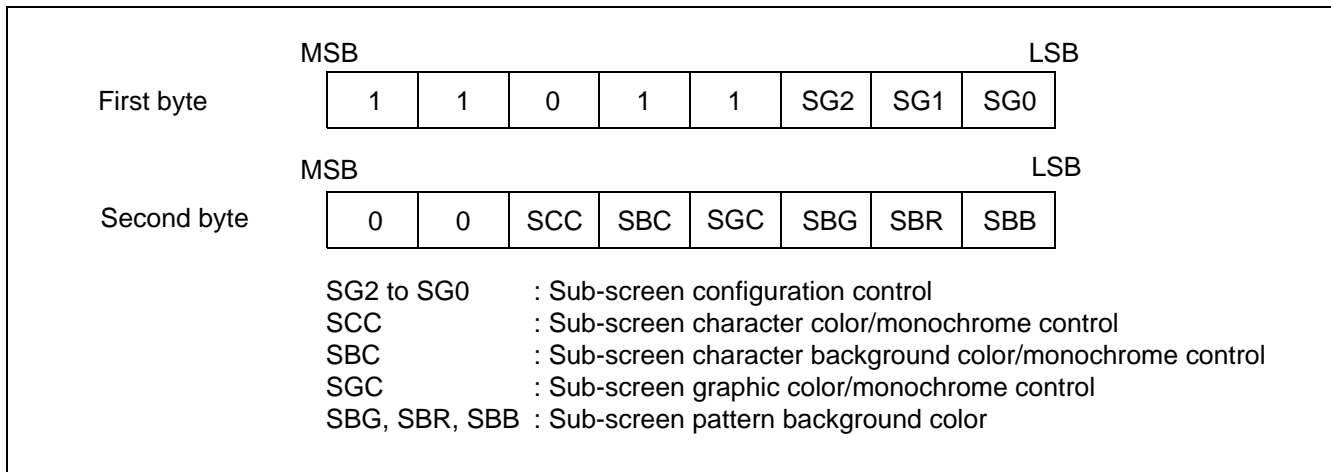 MSB LSB
First byte 1 1 0 1 1 SG2 SG1 SG0
MSB LSB
Second byte 0 0 SCC SBC SGC SBG SBR SBB
SG2 to SG0 : Sub-screen configuration control
SCC : Sub-screen character color/monochrome control
SBC : Sub-screen character background color/monochrome control
SGC : Sub-screen graphic color/monochrome control
SBG, SBR, SBB : Sub-screen pattern background color